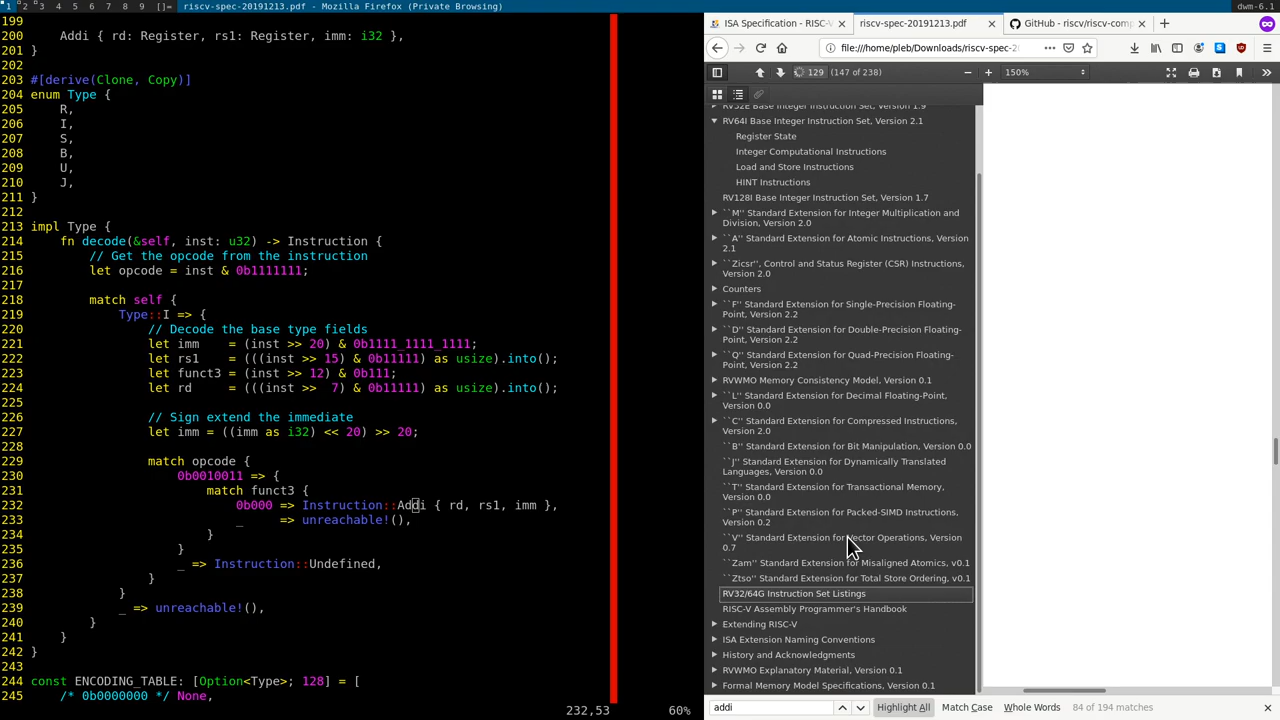 1 2 3 4 5 6 7 8 9 []= riscv-spec-20191213.pdf - Mozilla Firefox (Private Browsing) dwm-6.1
199
200     Addi { rd: Register, rs1: Register, imm: i32 },
201 }
202
203 #[derive(Clone, Copy)]
204 enum Type {
205     R,
206     I,
207     S,
208     B,
209     U,
210     J,
211 }
212
213 impl Type {
214     fn decode(&self, inst: u32) -> Instruction {
215         // Get the opcode from the instruction
216         let opcode = inst & 0b1111111;
217
218         match self {
219             Type::I => {
220                 // Decode the base type fields
221                 let imm    = (inst >> 20) & 0b1111_1111_1111;
222                 let rs1    = (((inst >> 15) & 0b11111) as usize).into();
223                 let funct3 = (inst >> 12) & 0b111;
224                 let rd     = (((inst >>  7) & 0b11111) as usize).into();
225
226                 // Sign extend the immediate
227                 let imm = ((imm as i32) << 20) >> 20;
228
229                 match opcode {
230                     0b0010011 => {
231                         match funct3 {
232                             0b000 => Instruction::Addi { rd, rs1, imm },
233                             _     => unreachable!(),
234                         }
235                     }
236                     _ => Instruction::Undefined,
237                 }
238             }
239             _ => unreachable!(),
240         }
241     }
242 }
243
244 const ENCODING_TABLE: [Option<Type>; 128] = [
245     /* 0b0000000 */ None,
232,53 60%
ISA Specification - RISC-V
riscv-spec-20191213.pdf
GitHub - riscv/riscv-com
file:///home/pleb/Downloads/riscv-spec-2
129 (147 of 238)
150%
RV32E Base Integer Instruction Set, Version 1.9
RV64I Base Integer Instruction Set, Version 2.1
Register State
Integer Computational Instructions
Load and Store Instructions
HINT Instructions
RV128I Base Integer Instruction Set, Version 1.7
``M'' Standard Extension for Integer Multiplication and
Division, Version 2.0
``A'' Standard Extension for Atomic Instructions, Version
2.1
``Zicsr'', Control and Status Register (CSR) Instructions,
Version 2.0
Counters
``F'' Standard Extension for Single-Precision Floating-
Point, Version 2.2
``D'' Standard Extension for Double-Precision Floating-
Point, Version 2.2
``Q'' Standard Extension for Quad-Precision Floating-
Point, Version 2.2
RVWMO Memory Consistency Model, Version 0.1
``L'' Standard Extension for Decimal Floating-Point,
Version 0.0
``C'' Standard Extension for Compressed Instructions,
Version 2.0
``B'' Standard Extension for Bit Manipulation, Version 0.0
``J'' Standard Extension for Dynamically Translated
Languages, Version 0.0
``T'' Standard Extension for Transactional Memory,
Version 0.0
``P'' Standard Extension for Packed-SIMD Instructions,
Version 0.2
``V'' Standard Extension for Vector Operations, Version
0.7
``Zam'' Standard Extension for Misaligned Atomics, v0.1
``Ztso'' Standard Extension for Total Store Ordering, v0.1
RV32/64G Instruction Set Listings
RISC-V Assembly Programmer's Handbook
Extending RISC-V
ISA Extension Naming Conventions
History and Acknowledgments
RVWMO Explanatory Material, Version 0.1
Formal Memory Model Specifications, Version 0.1
addi Highlight All Match Case Whole Words 84 of 194 matches